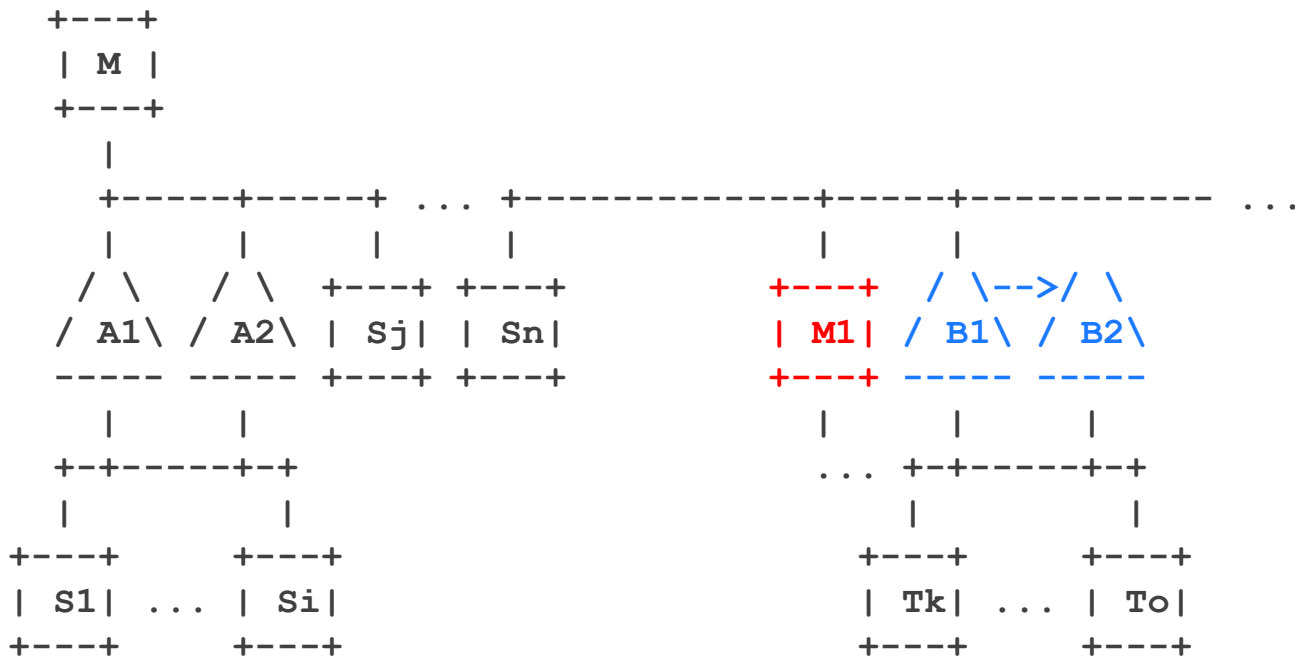 +---+
   | M |
   +---+
     |
     +-----+-----+ ... +-------------+-----+----------- ...
     |     |     |     |             |     |
    / \   / \  +---+ +---+         +---+  / \-->/ \
   / A1\ / A2\ | Sj| | Sn|         | M1| / B1\ / B2\
   ----- ----- +---+ +---+         +---+ ----- -----
     |     |                         |     |     |
   +-+-----+-+                       ... +-+-----+-+
   |         |                           |         |
 +---+     +---+                       +---+     +---+
 | S1| ... | Si|                       | Tk| ... | To|
 +---+     +---+                       +---+     +---+